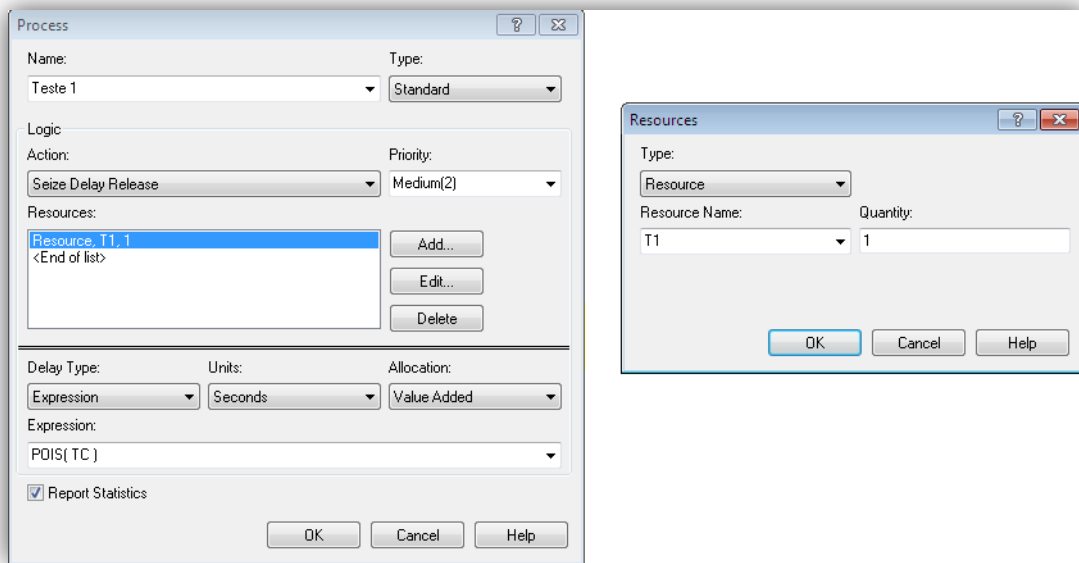 Process
Name:
Type:
Teste 1
Standard
Logic
Action:
Priority:
Seize Delay Release
Medium(2)
Resources:
Resource, T1, 1
<End of list>
Add...
Edit...
Delete
Delay Type:
Units:
Allocation:
Expression
Seconds
Value Added
Expression:
POIS( TC )
Report Statistics
OK
Cancel
Help
Resources
Type:
Resource
Resource Name:
Quantity:
T1
1
OK
Cancel
Help